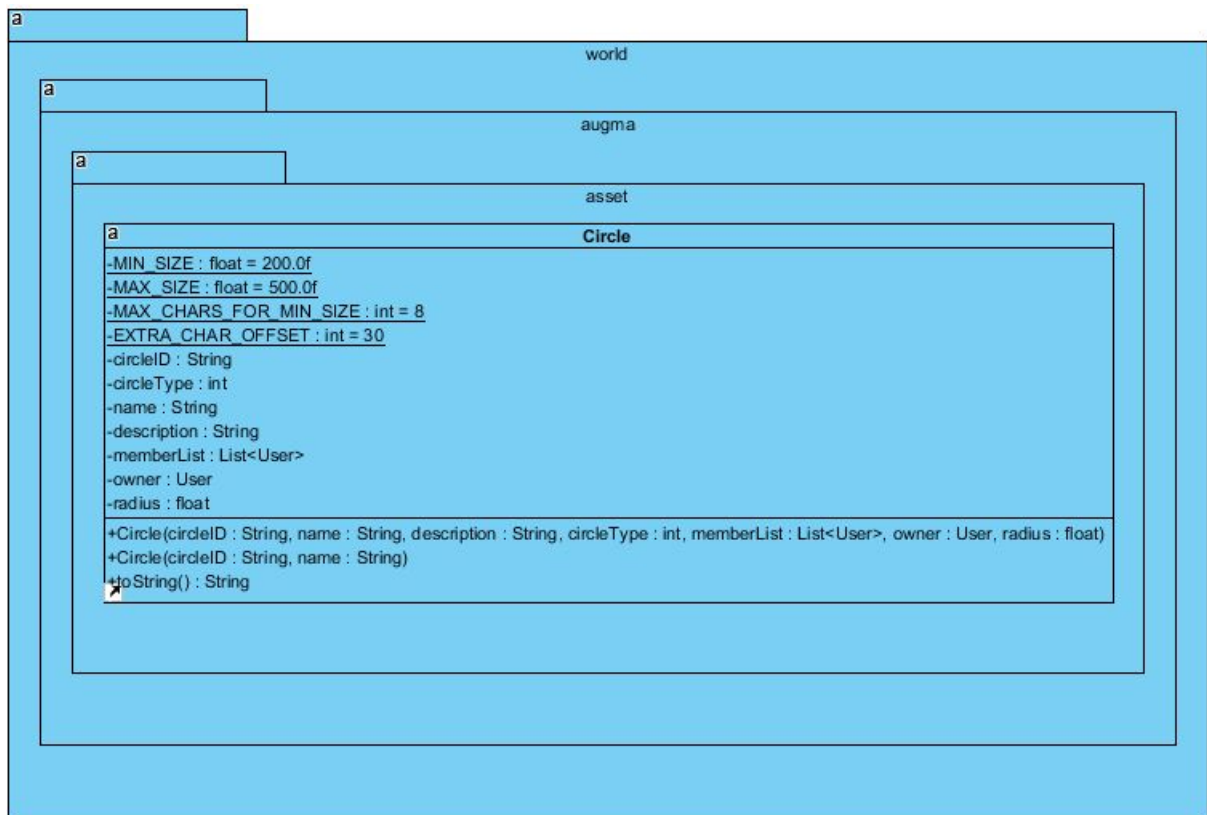 a
world
a
augma
a
asset
a
Circle
-MIN_SIZE : float = 200.0f
-MAX_SIZE : float = 500.0f
-MAX_CHARS_FOR_MIN_SIZE : int = 8
-EXTRA_CHAR_OFFSET : int = 30
-circleID : String
-circleType : int
-name : String
-description : String
-memberList : List<User>
-owner : User
-radius : float
+Circle(circleID : String, name : String, description : String, circleType : int, memberList : List<User>, owner : User, radius : float)
+Circle(circleID : String, name : String)
+toString() : String